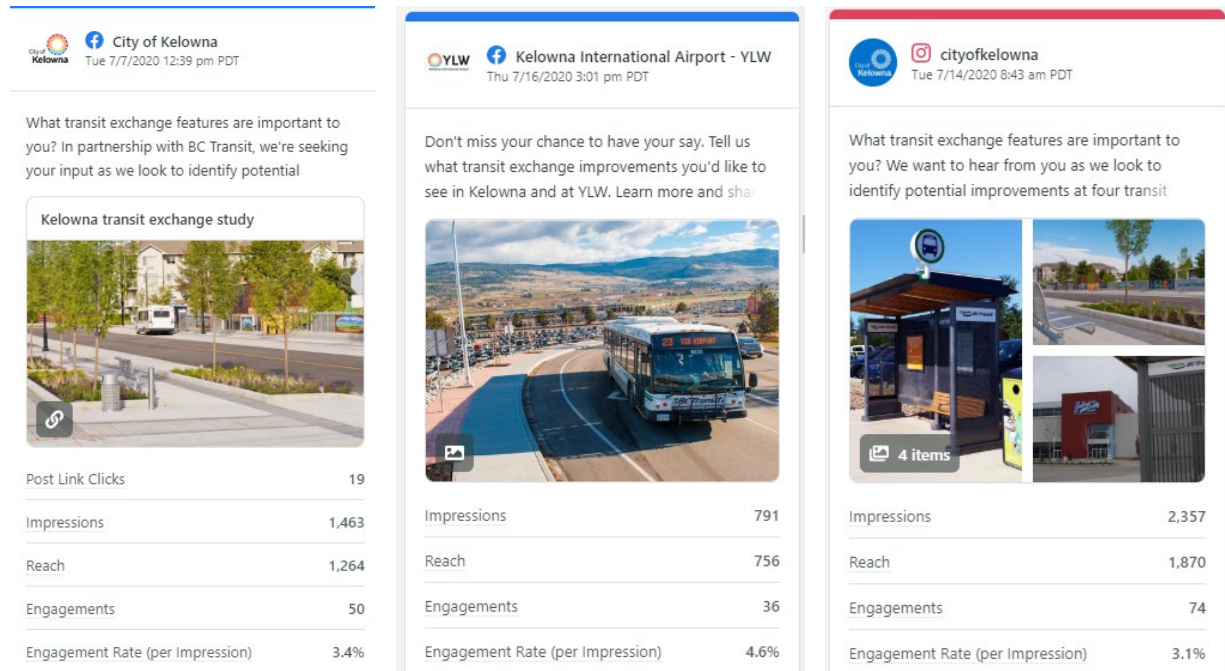 City of Kelowna
City of Kelowna
Tue 7/7/2020 12:39 pm PDT
What transit exchange features are important to
you? In partnership with BC Transit, we're seeking
your input as we look to identify potential
Kelowna transit exchange study
Post Link Clicks 19
Impressions 1,463
Reach 1,264
Engagements 50
Engagement Rate (per Impression) 3.4%
YLW
Kelowna International Airport - YLW
Thu 7/16/2020 3:01 pm PDT
Don't miss your chance to have your say. Tell us
what transit exchange improvements you'd like to
see in Kelowna and at YLW. Learn more and shar
23 VIA AIRPORT
BC Transit
Impressions 791
Reach 756
Engagements 36
Engagement Rate (per Impression) 4.6%
City of Kelowna
cityofkelowna
Tue 7/14/2020 8:43 am PDT
What transit exchange features are important to
you? We want to hear from you as we look to
identify potential improvements at four transit
4 items
Impressions 2,357
Reach 1,870
Engagements 74
Engagement Rate (per Impression) 3.1%